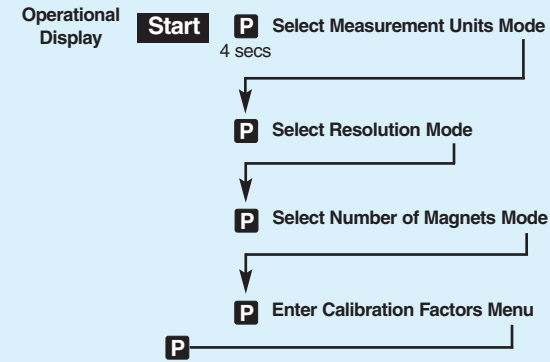 Operational
Display
Start
P Select Measurement Units Mode
4 secs
P Select Resolution Mode
P Select Number of Magnets Mode
P Enter Calibration Factors Menu
P